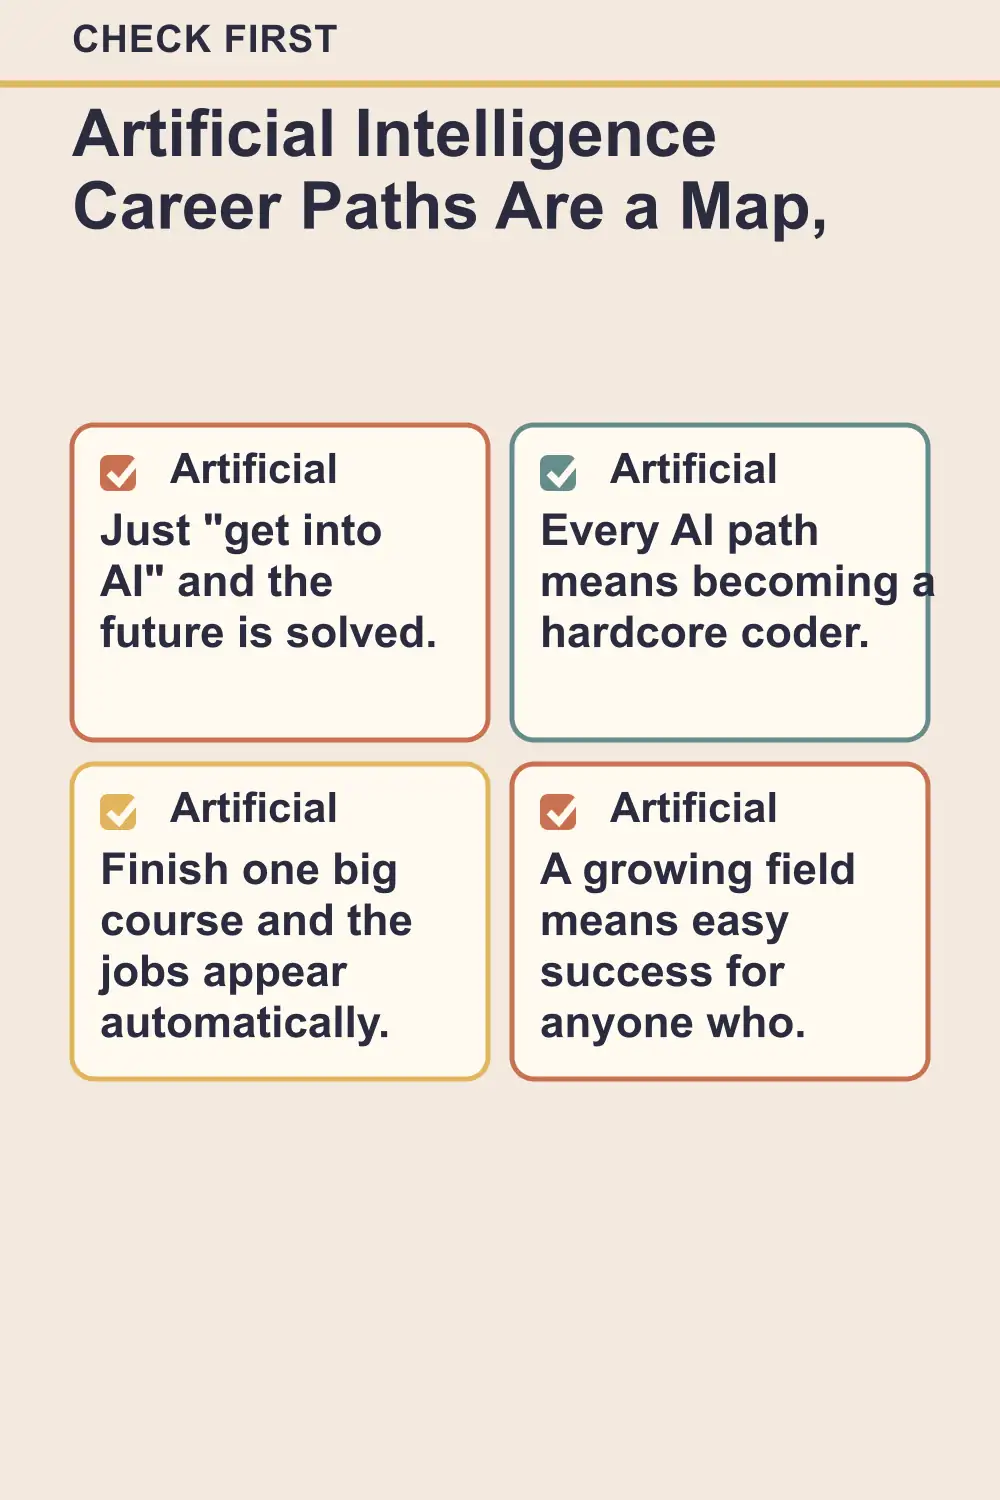 CHECK FIRST
Artificial Intelligence
Career Paths Are a Map,
Artificial
Just "get into
AI" and the
future is solved.
Artificial
Every AI path
means becoming a
hardcore coder.
Artificial
Finish one big
course and the
jobs appear
automatically.
Artificial
A growing field
means easy
success for
anyone who.